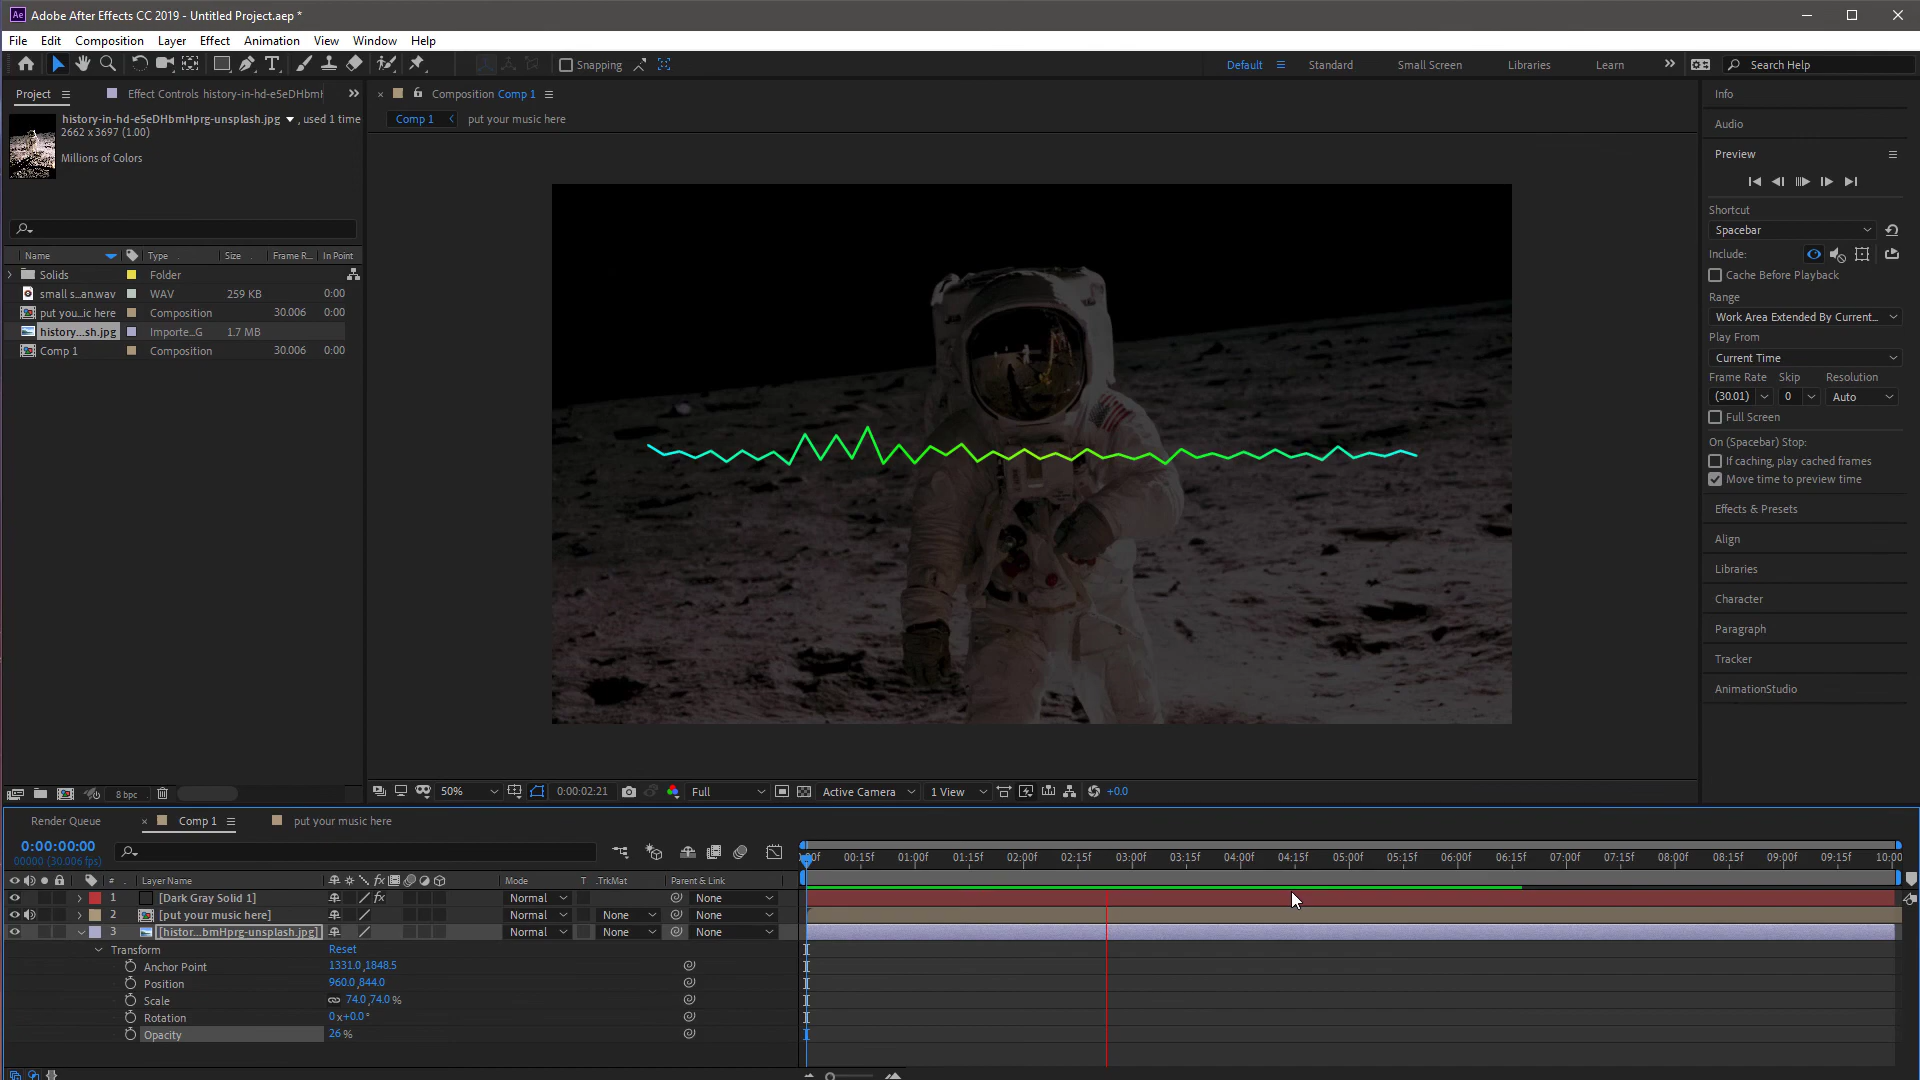 Ae Adobe After Effects CC 2019 - Untitled Project.aep *
File Edit Composition Layer Effect Animation View Window Help
Snapping Default Standard Small Screen Libraries Learn Search Help
Project Effect Controls history-in-hd-e5eDHbmH
Composition Comp 1
Info
history-in-hd-e5eDHbmHprg-unsplash.jpg , used 1 time
2662 x 3697 (1.00)
Millions of Colors
Comp 1 put your music here
Audio
Preview
Shortcut
Spacebar
Include:
Cache Before Playback
Range
Work Area Extended By Current...
Play From
Current Time
Frame Rate Skip Resolution
(30.01) 0 Auto
Full Screen
On (Spacebar) Stop:
If caching, play cached frames
Move time to preview time
Effects & Presets
Align
Libraries
Character
Paragraph
Tracker
AnimationStudio
Name Type Size Frame R... In Point
Solids Folder
small s...an.wav WAV 259 KB 0:00
put you...ic here Composition 30.006 0:00
history...sh.jpg Importe...G 1.7 MB
Comp 1 Composition 30.006 0:00
8 bpc
50% 0:00:02:21 Full Active Camera 1 View +0.0
Render Queue Comp 1 put your music here
0:00:00:00
00000 (30.006 fps)
:00f 00:15f 01:00f 01:15f 02:00f 02:15f 03:00f 03:15f 04:00f 04:15f 05:00f 05:15f 06:00f 06:15f 07:00f 07:15f 08:00f 08:15f 09:00f 09:15f 10:00
# Layer Name Mode T .TrkMat Parent & Link
1 [Dark Gray Solid 1] Normal None
2 [put your music here] Normal None None
3 [histor...bmHprg-unsplash.jpg] Normal None None
Transform Reset
Anchor Point 1331.0,1848.5
Position 960.0,844.0
Scale 74.0,74.0%
Rotation 0x+0.0°
Opacity 26%